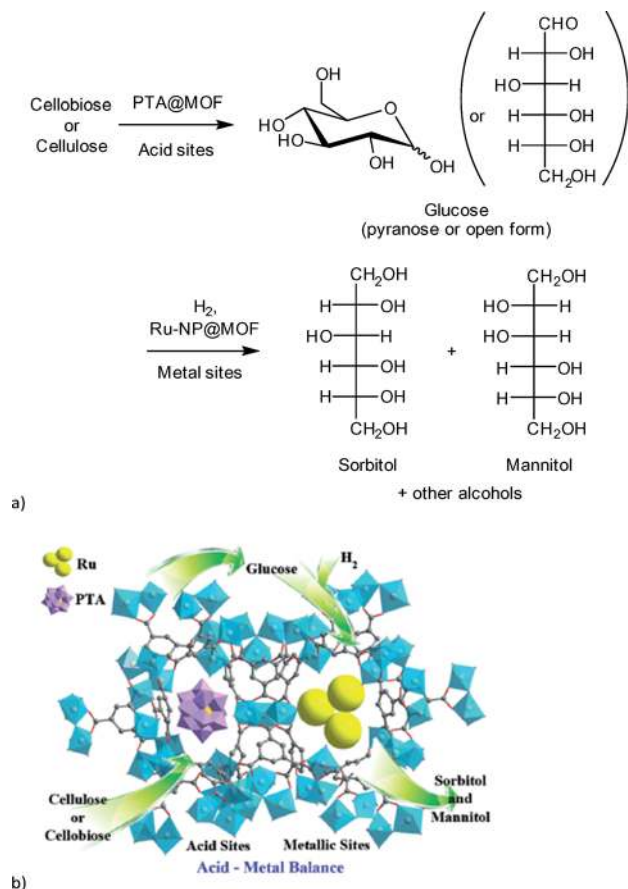 Cellobiose
or
Cellulose
PTA@MOF
Acid sites
OH
O
HO
HO
OH
OH
or
CHO
H OH
HO H
H OH
H OH
CH2OH
Glucose
(pyranose or open form)
H2,
Ru-NP@MOF
Metal sites
CH2OH
H OH
HO H
H OH
H OH
CH2OH
Sorbitol
+
CH2OH
HO H
HO H
H OH
H OH
CH2OH
Mannitol
+ other alcohols
a)
Ru
PTA
Glucose
H2
Cellulose
or
Cellobiose
Acid Sites
Metallic Sites
Sorbitol
and
Mannitol
Acid - Metal Balance
b)